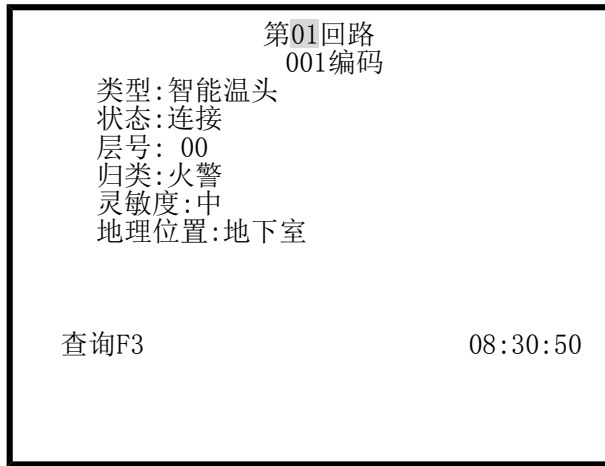 第01回路
001编码
类型:智能温头
状态:连接
层号: 00
归类:火警
灵敏度:中
地理位置:地下室
查询F3 08:30:50